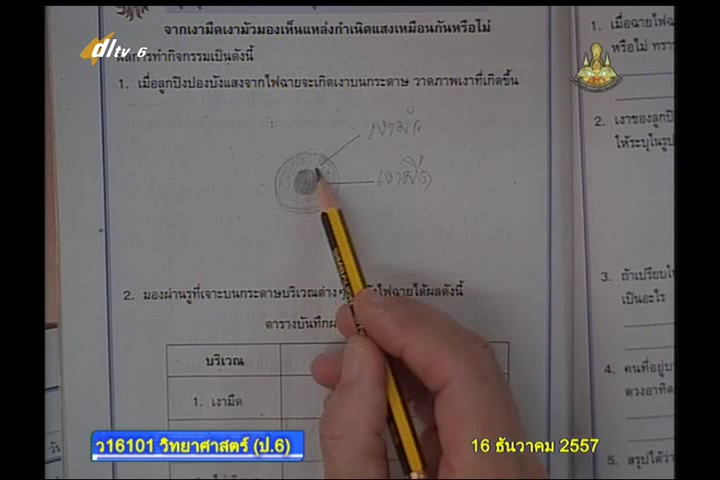 dltv 6
จากเงามืดเงามัวมองเห็นแหล่งกำเนิดแสงเหมือนกันหรือไม่
ผลการทำกิจกรรมเป็นดังนี้
1. เมื่อลูกปิงปองบังแสงจากไฟฉายจะเกิดเงาบนกระดาษ วาดภาพเงาที่เกิดขึ้น
เงามัว
เงามืด
2. มองผ่านรูที่เจาะบนกระดาษบริเวณต่าง ๆ ไฟฉายได้ผลดังนี้
ตารางบันทึก
บริเวณ
1. เงามืด
1. เมื่อฉายไฟ
หรือไม่
2. เงาของลูก
ให้ระบุในรูป
3. ถ้าเปรียบ
เป็นอะไร
4. คนที่อยู่
ดวงอาทิต
5. สรุปได้ว่า
ว16101 วิทยาศาสตร์ (ป.6)
16 ธันวาคม 2557